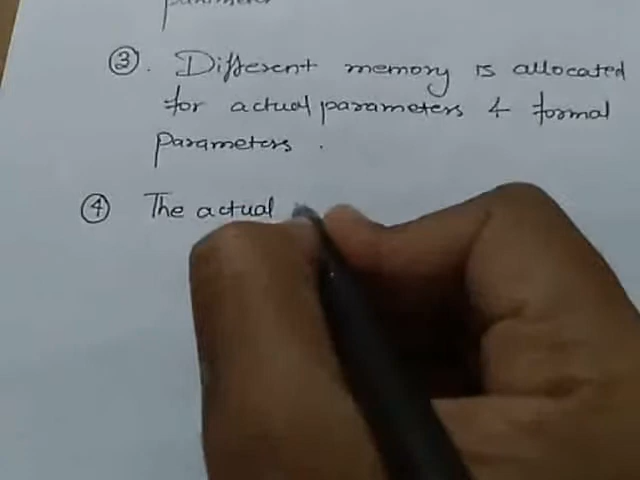 ③. Different memory is allocated
for actual parameters & formal
parameters.
④ The actual